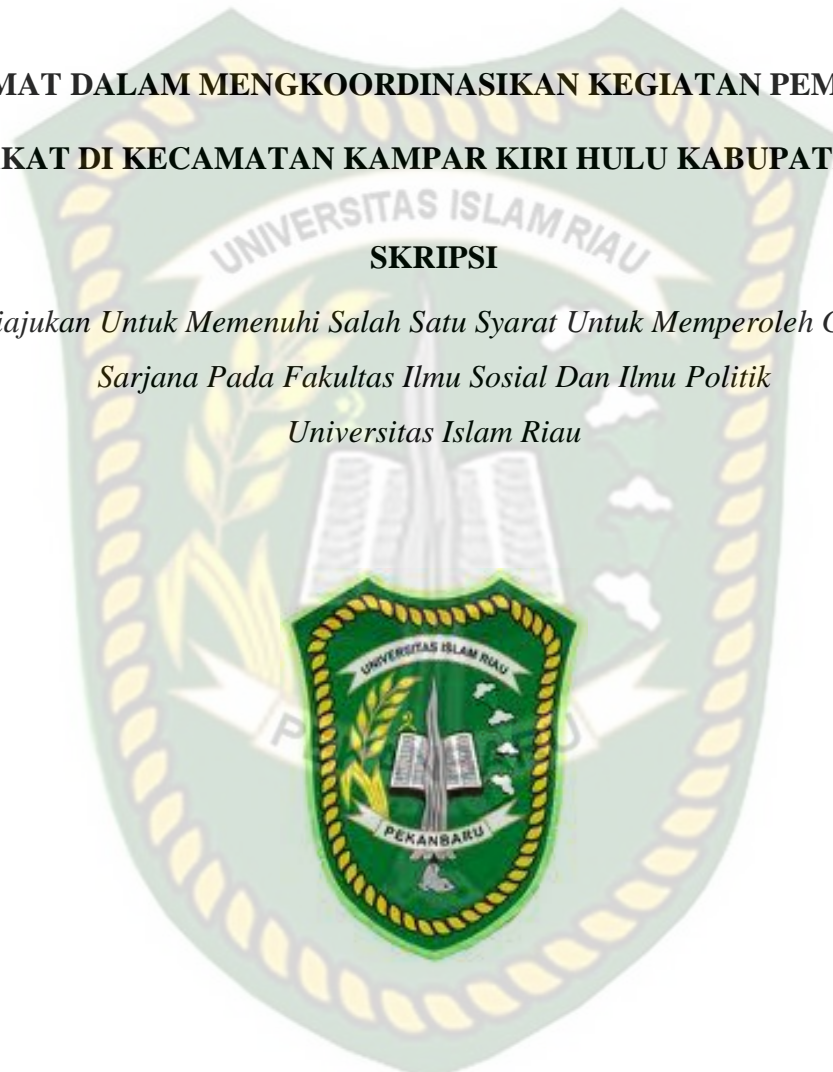 MAT DALAM MENGKOORDINASIKAN KEGIATAN PEM
KAT DI KECAMATAN KAMPAR KIRI HULU KABUPAT
UNIVERSITAS ISLAM RIAU
SKRIPSI
iajukan Untuk Memenuhi Salah Satu Syarat Untuk Memperoleh G
Sarjana Pada Fakultas Ilmu Sosial Dan Ilmu Politik
Universitas Islam Riau
UNIVERSITAS ISLAM RIAU
PEKANBARU